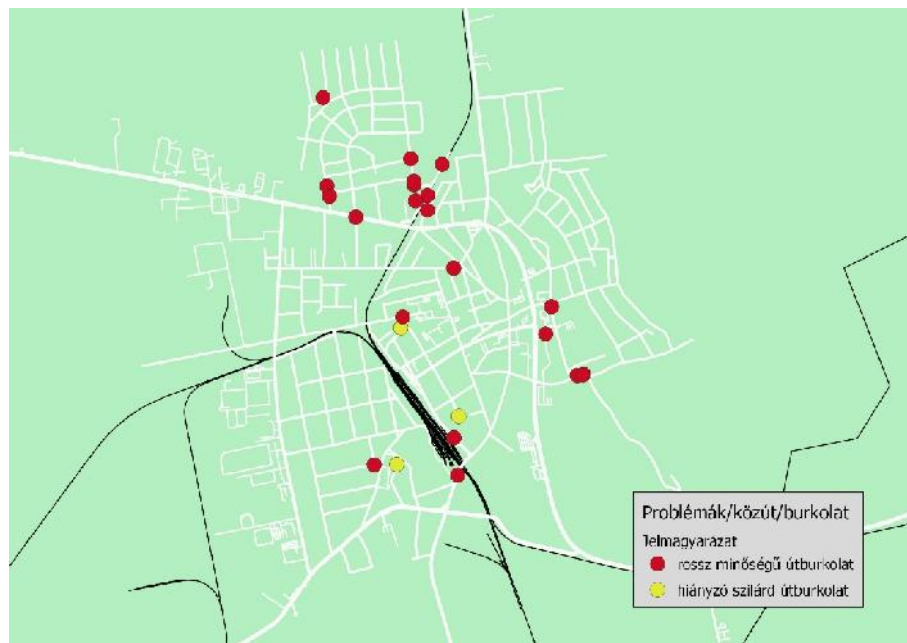 Problémák/közút/burkolat
Jelmagyarázat
rossz minőségű útburkolat
hiányzó szilárd útburkolat